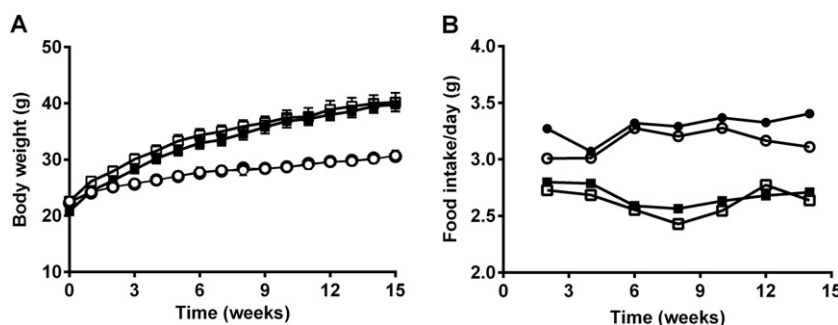 A
Body weight (g)
50
40
30
20
10
0 3 6 9 12 15
Time (weeks)
B
Food intake/day (g)
4.0
3.5
3.0
2.5
2.0
0 3 6 9 12 15
Time (weeks)